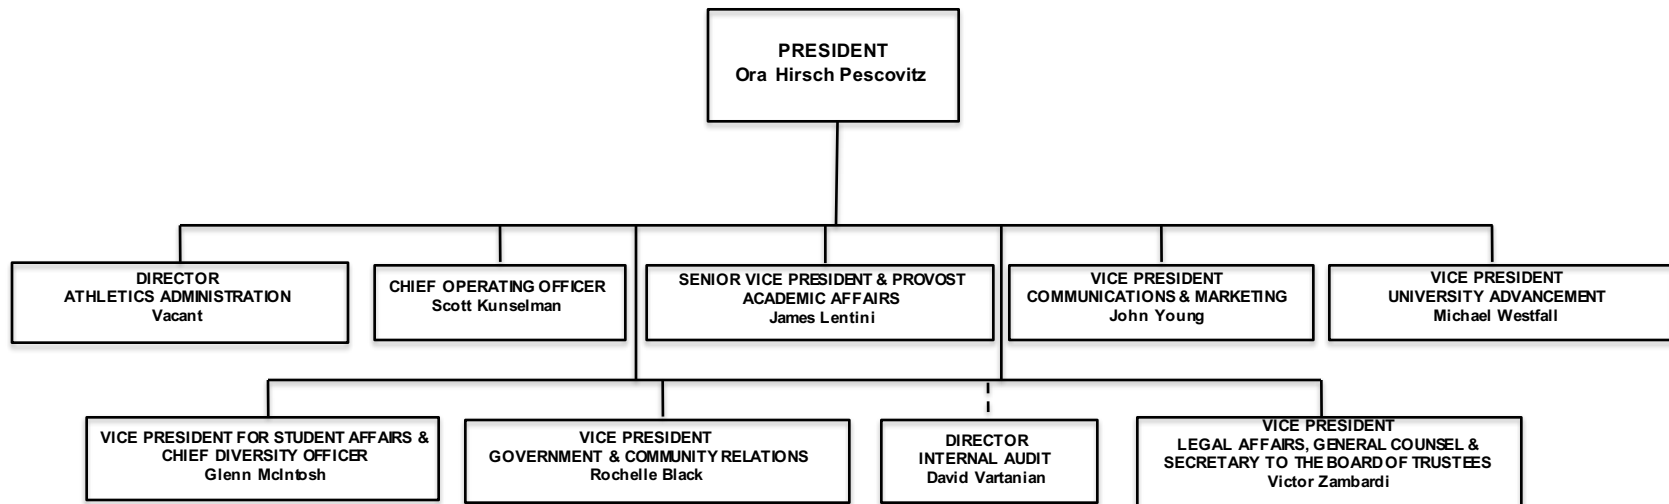 PRESIDENT
Ora Hirsch Pescovitz
DIRECTOR
ATHLETICS ADMINISTRATION
Vacant
CHIEF OPERATING OFFICER
Scott Kunselman
SENIOR VICE PRESIDENT & PROVOST
ACADEMIC AFFAIRS
James Lentini
VICE PRESIDENT
COMMUNICATIONS & MARKETING
John Young
VICE PRESIDENT
UNIVERSITY ADVANCEMENT
Michael Westfall
VICE PRESIDENT FOR STUDENT AFFAIRS &
CHIEF DIVERSITY OFFICER
Glenn McIntosh
VICE PRESIDENT
GOVERNMENT & COMMUNITY RELATIONS
Rochelle Black
DIRECTOR
INTERNAL AUDIT
David Vartanian
VICE PRESIDENT
LEGAL AFFAIRS, GENERAL COUNSEL &
SECRETARY TO THE BOARD OF TRUSTEES
Victor Zambardi